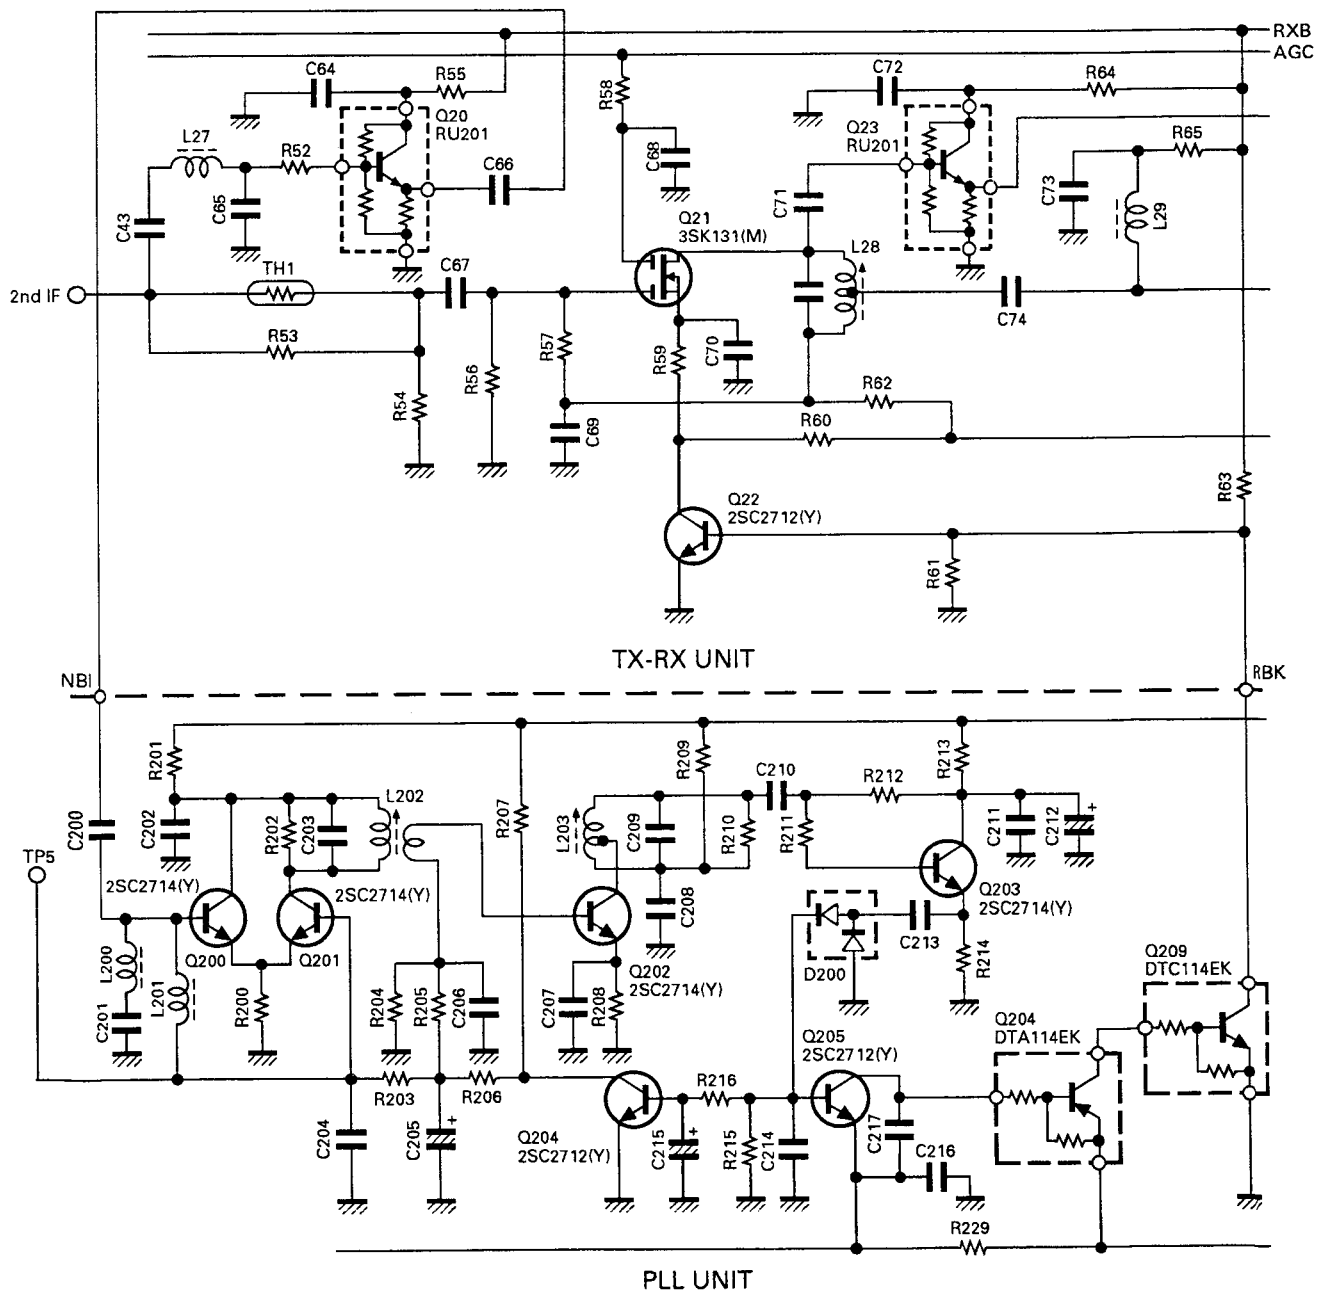 RXB
AGC
C64
R55
Q20
RU201
L27
R52
C43
C65
C66
R58
C68
C72
R64
Q23
RU201
R65
C71
C73
L29
Q21
3SK131(M)
L28
2nd IF
TH1
C67
C74
R53
R57
R59
C70
R54
R56
R62
C69
R60
R63
Q22
2SC2712(Y)
R61
TX-RX UNIT
NBI
RBK
R201
R209
R213
C210
R212
L202
C200
C202
R202
C203
R207
L203
C209
R210
R211
C211
C212
+
TP5
2SC2714(Y)
2SC2714(Y)
Q203
2SC2714(Y)
C208
C213
D200
R214
L200
L201
Q200
Q201
Q202
2SC2714(Y)
Q209
DTC114EK
C201
R200
R204
R205
C206
C207
R208
Q205
2SC2712(Y)
Q204
DTA114EK
R203
R206
R216
C204
C205
+
Q204
2SC2712(Y)
C215
+
R215
C214
C217
C216
R229
PLL UNIT